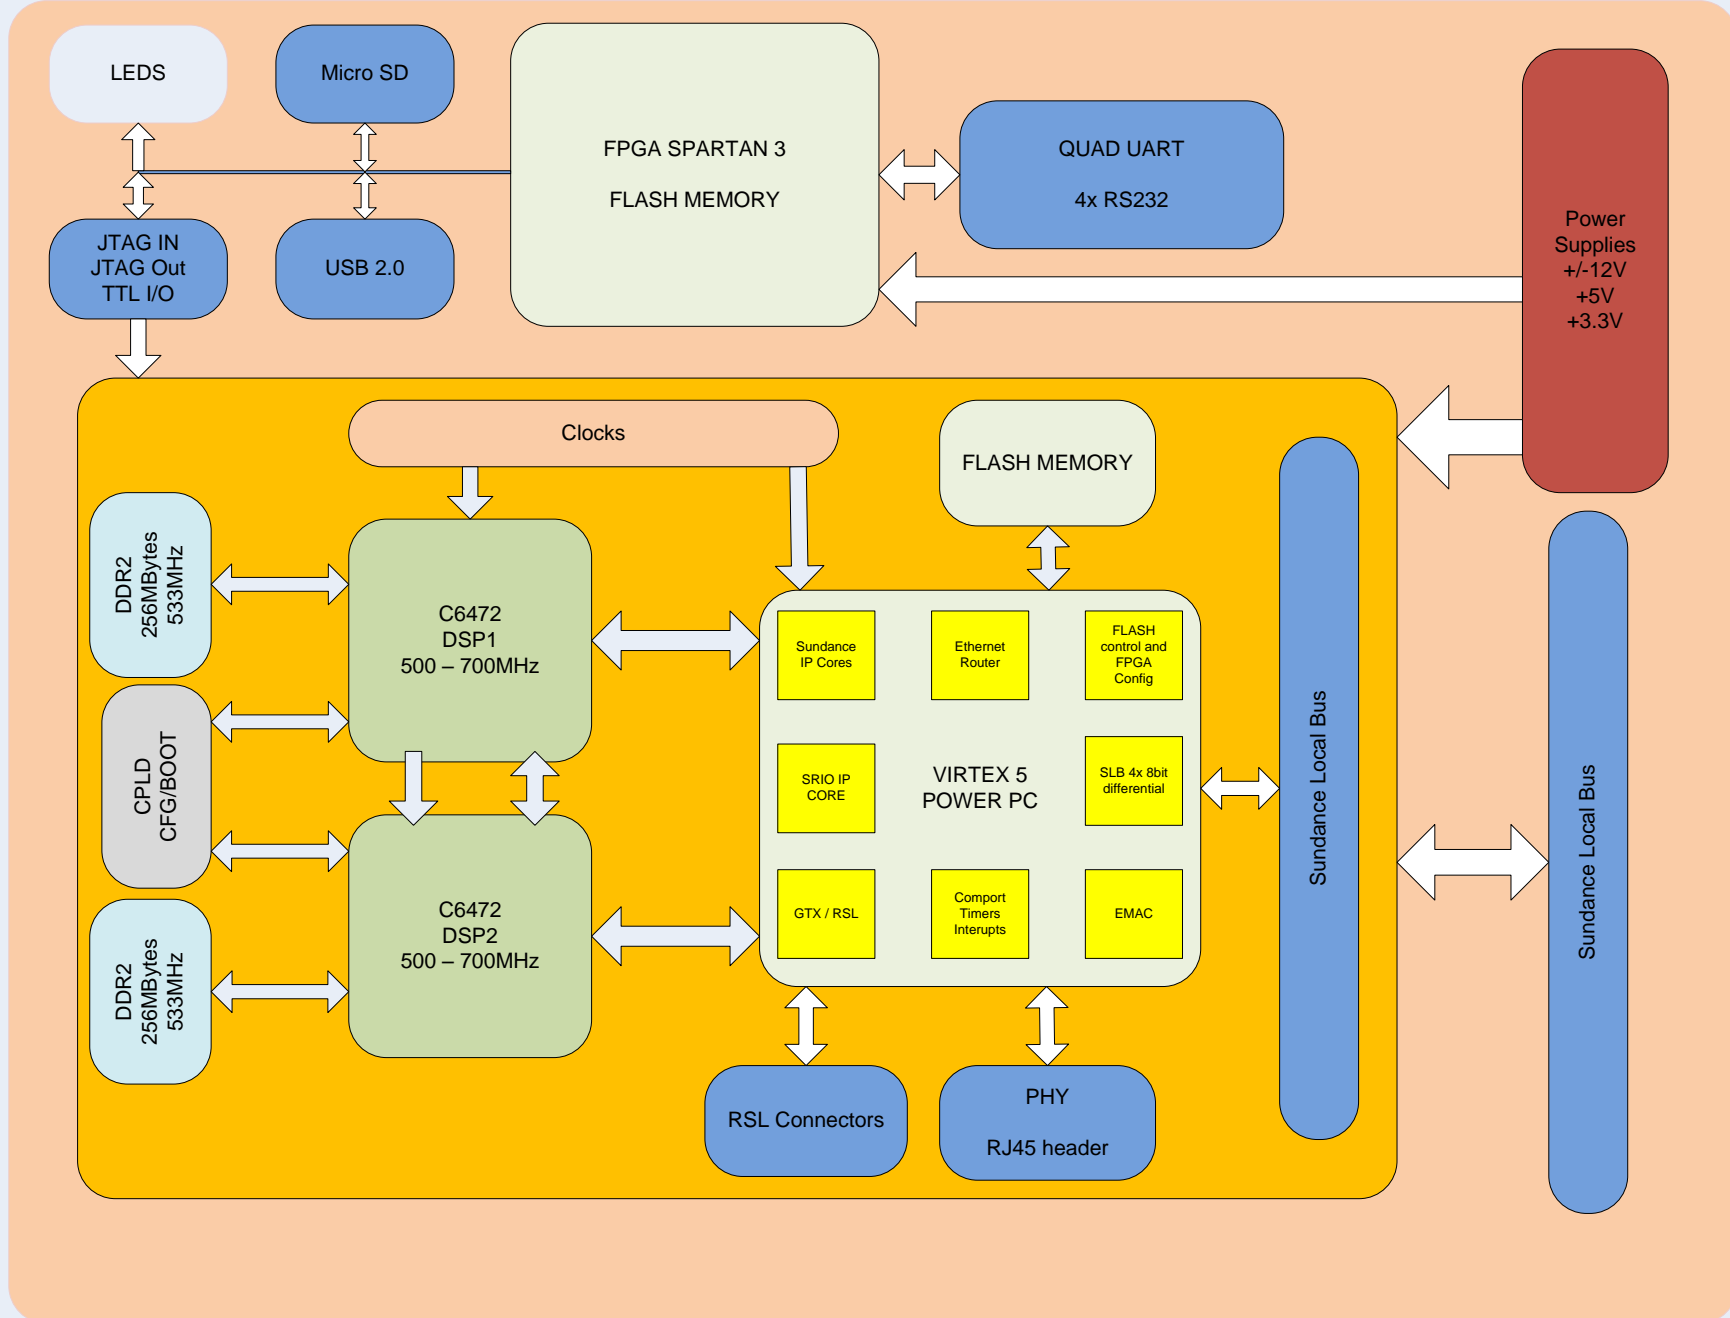 LEDS
Micro SD
FPGA SPARTAN 3
FLASH MEMORY
QUAD UART
4x RS232
Power
Supplies
+/-12V
+5V
+3.3V
JTAG IN
JTAG Out
TTL I/O
USB 2.0
Clocks
FLASH MEMORY
DDR2
256MBytes
533MHz
C6472
DSP1
500 – 700MHz
CPLD
CFG/BOOT
C6472
DSP2
500 – 700MHz
DDR2
256MBytes
533MHz
Sundance
IP Cores
Ethernet
Router
FLASH
control and
FPGA
Config
SRIO IP
CORE
VIRTEX 5
POWER PC
SLB 4x 8bit
differential
GTX / RSL
Comport
Timers
Interupts
EMAC
RSL Connectors
PHY
RJ45 header
Sundance Local Bus
Sundance Local Bus